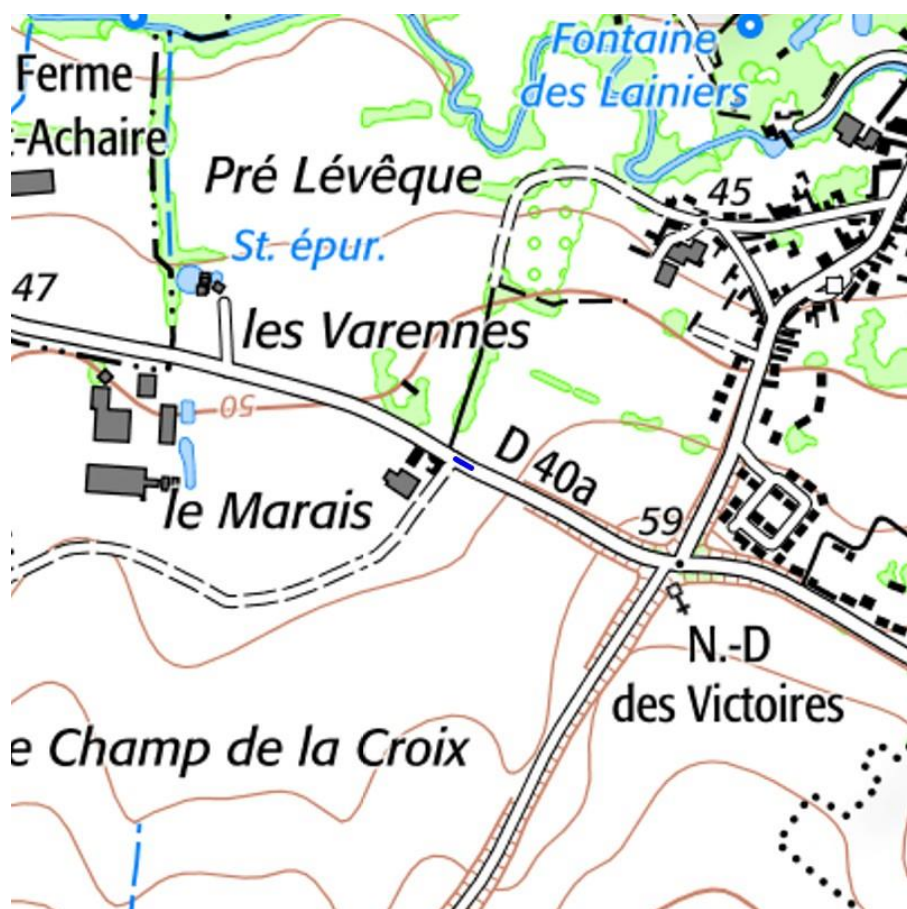 Fontaine
des Lainiers
Ferme
-Achaire
Pré Lévêque
45
St. épur.
47
les Varennes
50
D 40a
le Marais
59
N.-D
des Victoires
e Champ de la Croix